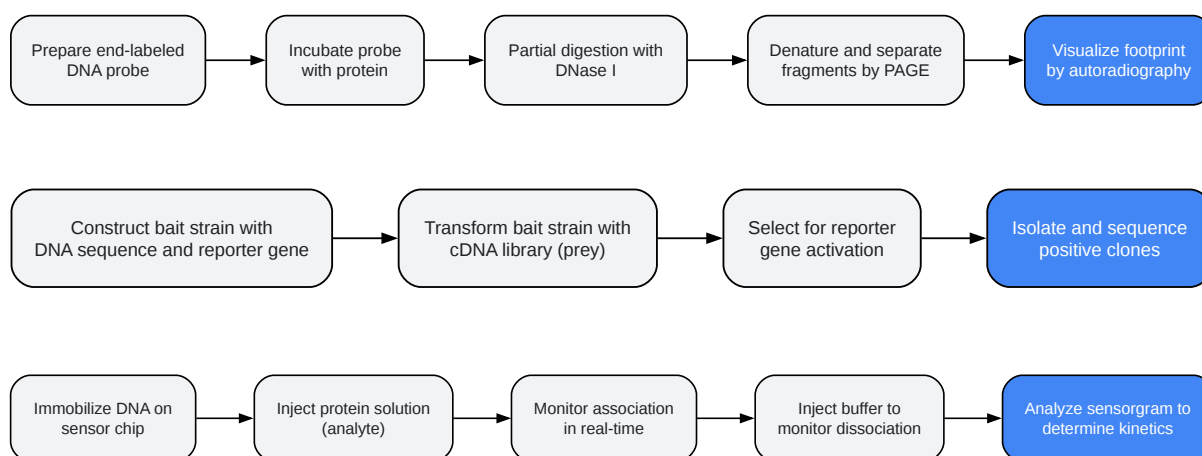 Prepare end-labeled
DNA probe
Incubate probe
with protein
Partial digestion with
DNase I
Denature and separate
fragments by PAGE
Visualize footprint
by autoradiography
Construct bait strain with
DNA sequence and reporter gene
Transform bait strain with
cDNA library (prey)
Select for reporter
gene activation
Isolate and sequence
positive clones
Immobilize DNA on
sensor chip
Inject protein solution
(analyte)
Monitor association
in real-time
Inject buffer to
monitor dissociation
Analyze sensorgram to
determine kinetics